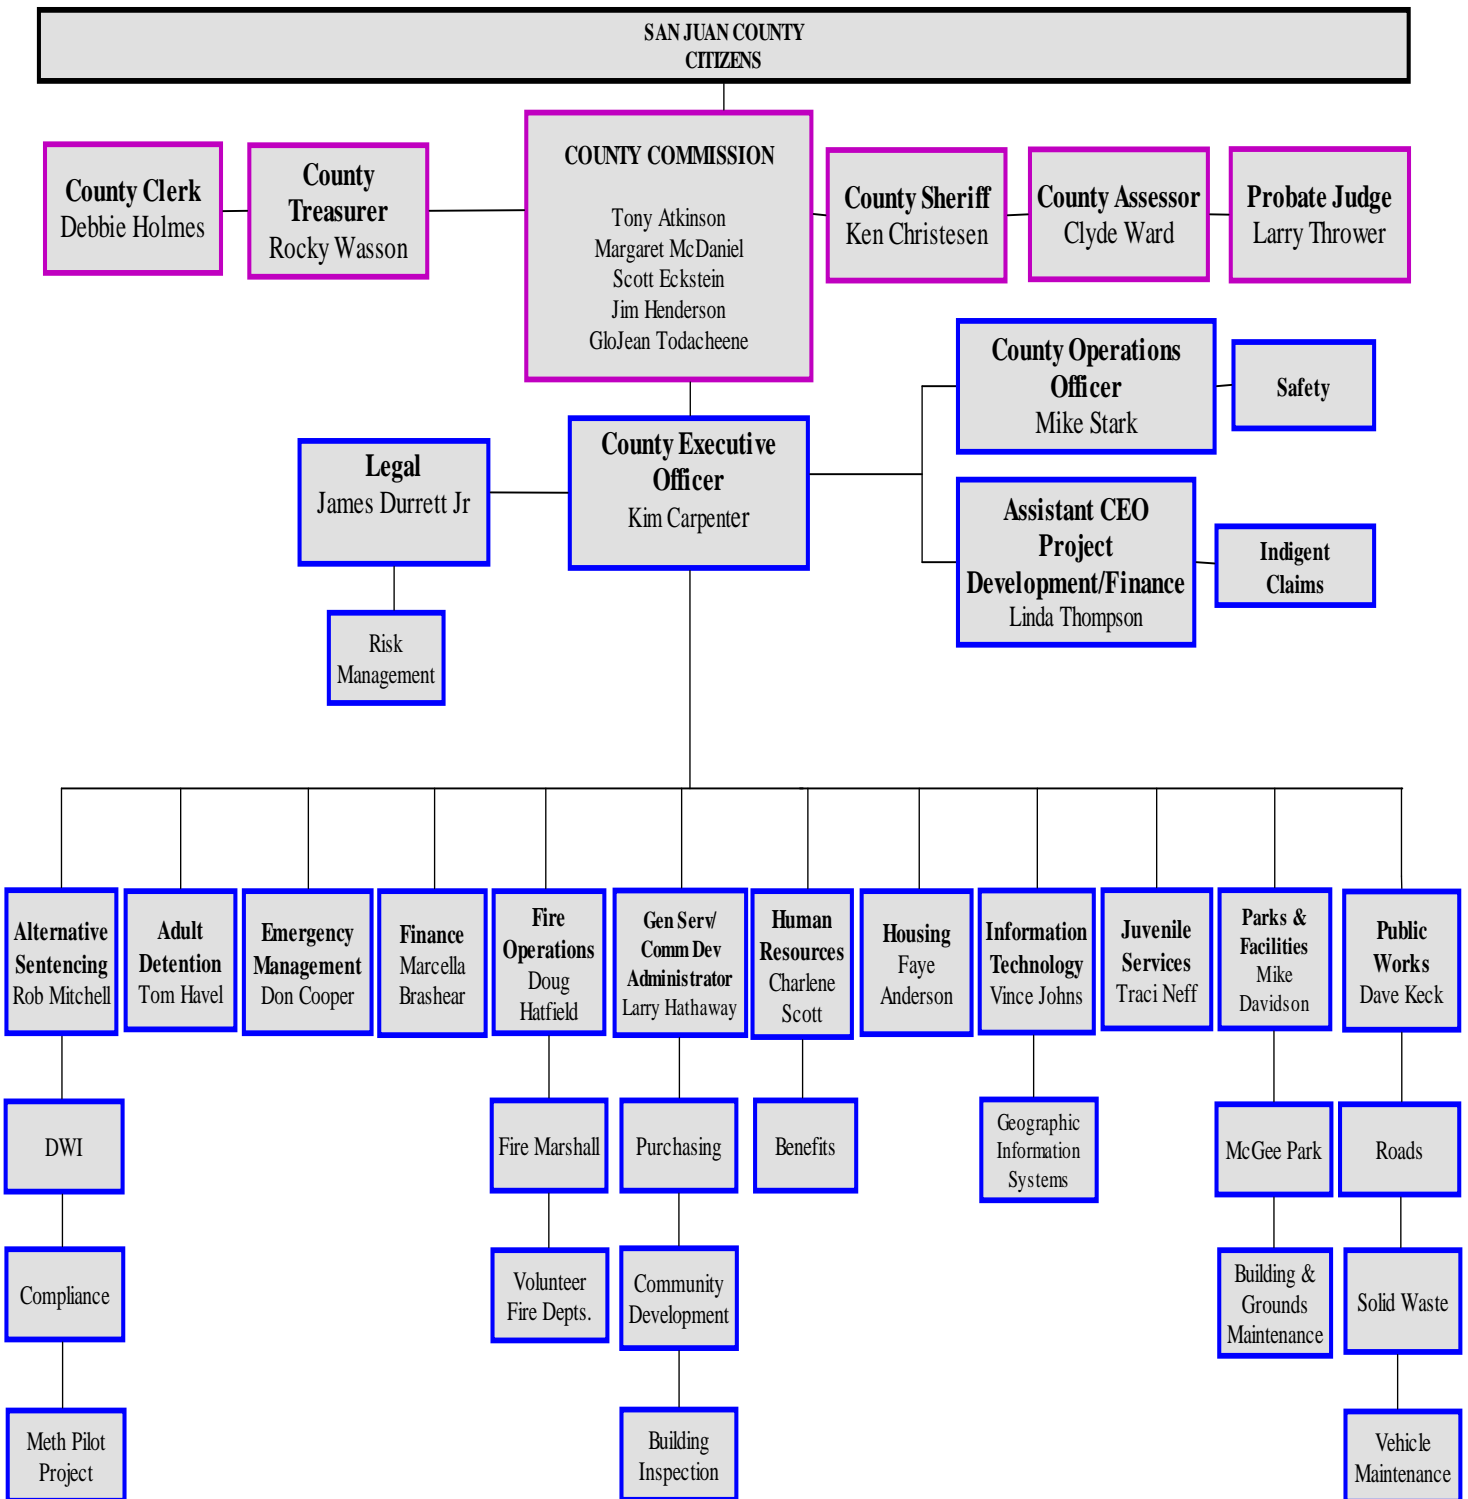 SAN JUAN COUNTY
CITIZENS
County Clerk
Debbie Holmes
County
Treasurer
Rocky Wasson
COUNTY COMMISSION
Tony Atkinson
Margaret McDaniel
Scott Eckstein
Jim Henderson
GloJean Todacheene
County Sheriff
Ken Christesen
County Assessor
Clyde Ward
Probate Judge
Larry Thrower
County Operations
Officer
Mike Stark
Safety
Legal
James Durrett Jr
County Executive
Officer
Kim Carpenter
Assistant CEO
Project
Development/Finance
Linda Thompson
Indigent
Claims
Risk
Management
Alternative
Sentencing
Rob Mitchell
Adult
Detention
Tom Havel
Emergency
Management
Don Cooper
Finance
Marcella
Brashear
Fire
Operations
Doug
Hatfield
Gen Serv/
Comm Dev
Administrator
Larry Hathaway
Human
Resources
Charlene
Scott
Housing
Faye
Anderson
Information
Technology
Vince Johns
Juvenile
Services
Traci Neff
Parks &
Facilities
Mike
Davidson
Public
Works
Dave Keck
DWI
Fire Marshall
Purchasing
Benefits
Geographic
Information
Systems
McGee Park
Roads
Compliance
Volunteer
Fire Depts.
Community
Development
Building &
Grounds
Maintenance
Solid Waste
Meth Pilot
Project
Building
Inspection
Vehicle
Maintenance